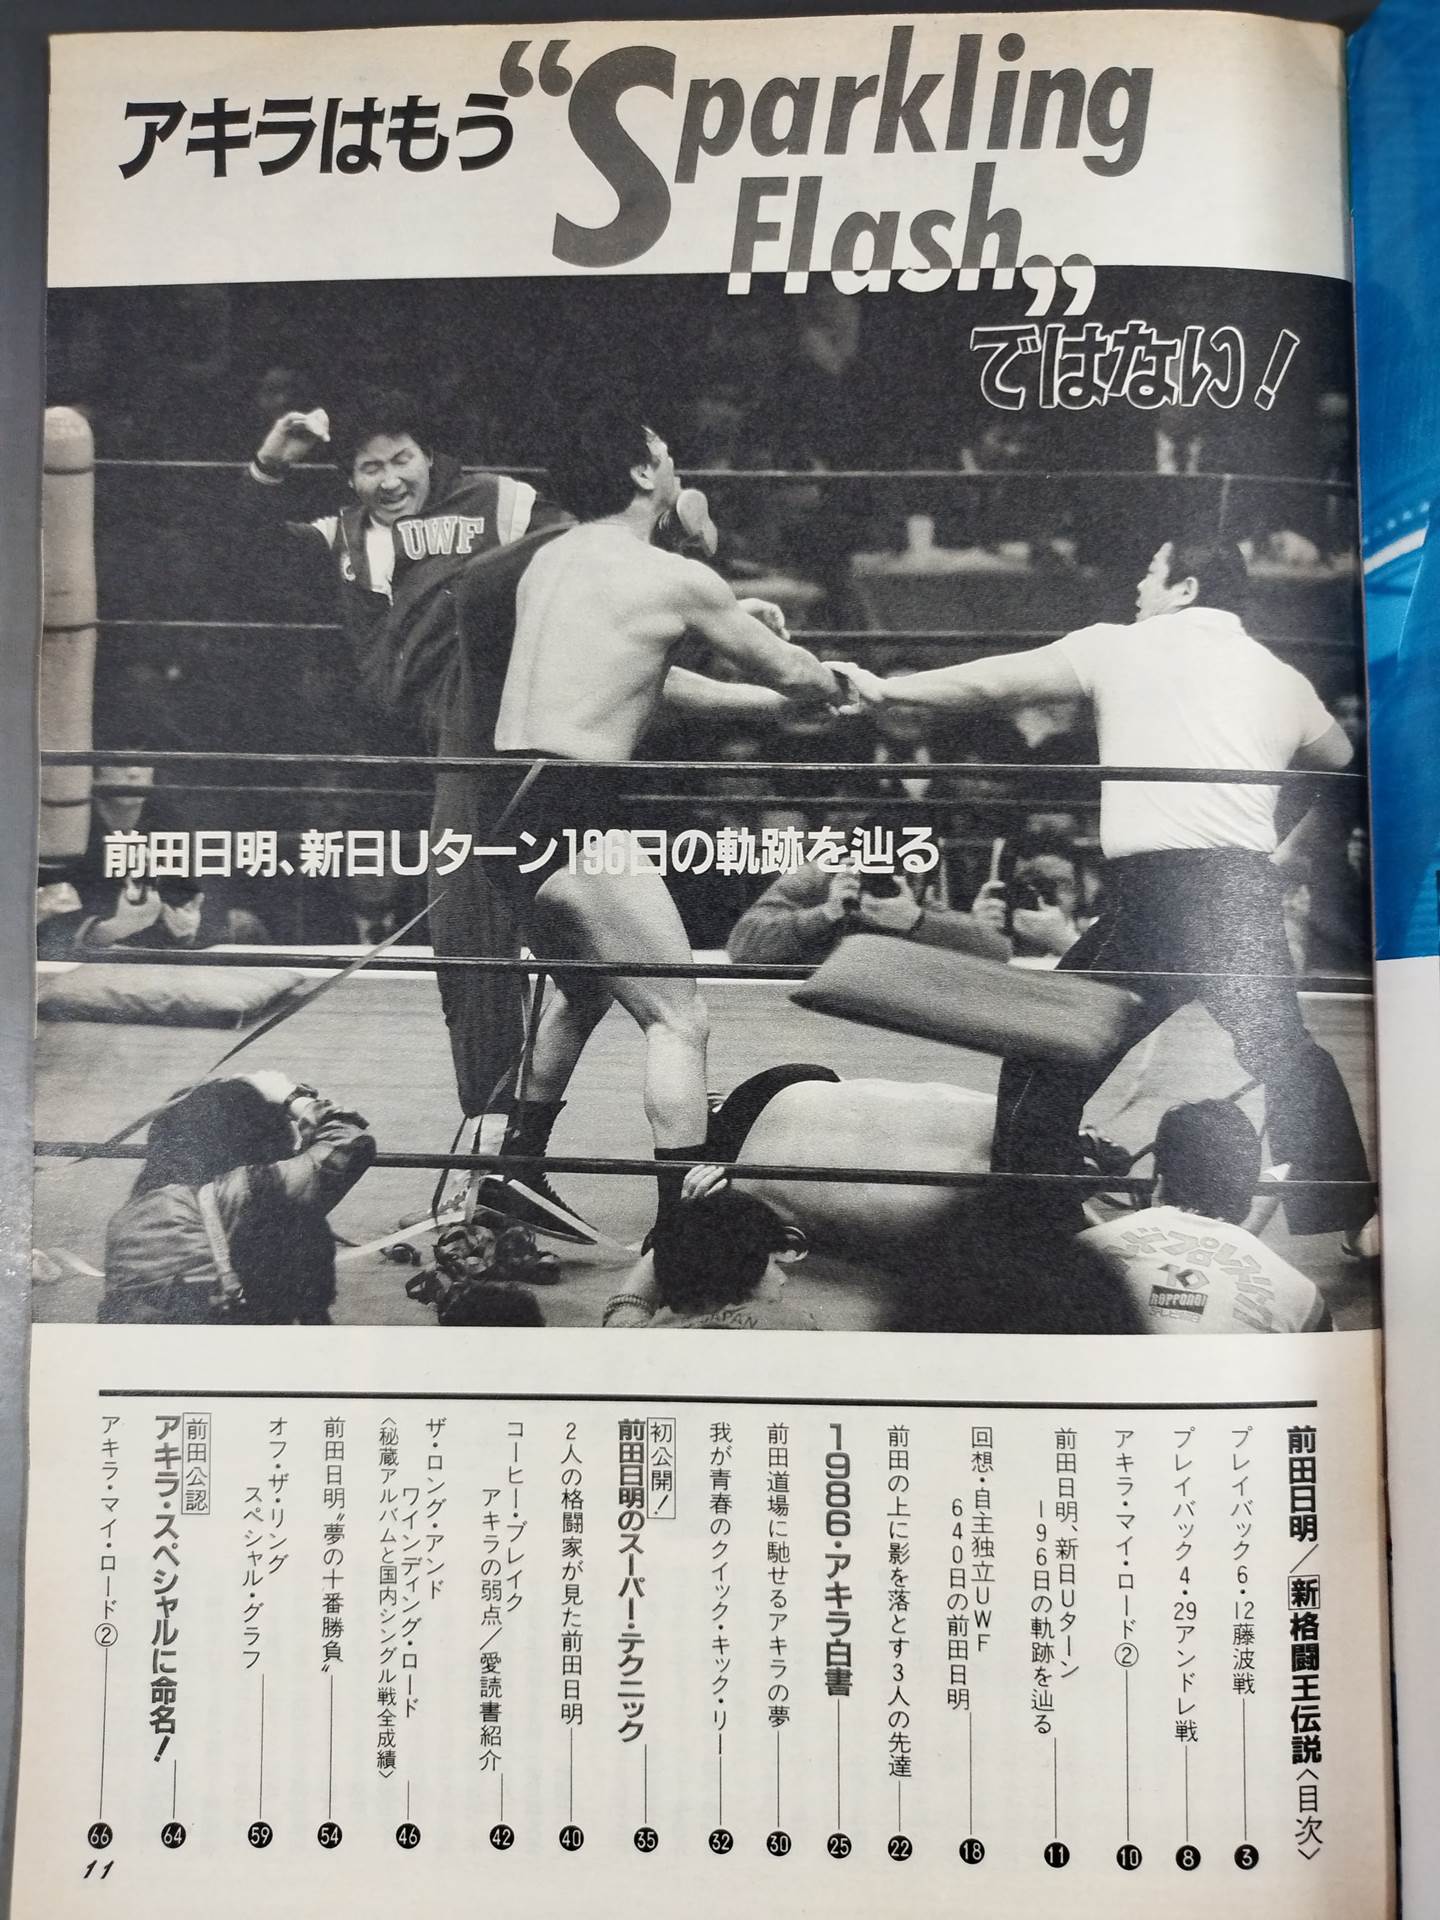 アキラはもう
“Sparkling
Flash„
ではない!
UWF
前田日明、新日Uターン196日の軌跡を辿る
JAPAN
10
ROPPONGI
前田日明/新格闘王伝説〈目次〉
プレイバック6・12藤波戦 3
プレイバック4・29アンドレ戦 8
アキラ・マイ・ロード② 10
前田日明、新日Uターン
196日の軌跡を辿る 11
回想・自主独立UWF
640日の前田日明 18
前田の上に影を落とす3人の先達 22
1986・アキラ白書 25
前田道場に馳せるアキラの夢 30
我が青春のクイック・キック・リー 32
初公開!
前田日明のスーパー・テクニック 35
2人の格闘家が見た前田日明 40
コーヒー・ブレイク
アキラの弱点/愛読書紹介 42
ザ・ロング・アンド
ワインディング・ロード 46
〈秘蔵アルバムと国内シングル戦全成績〉
前田日明〝夢の十番勝負〟 54
オフ・ザ・リング
スペシャル・グラフ 59
前田公認
アキラ・スペシャルに命名! 64
アキラ・マイ・ロード② 66
11